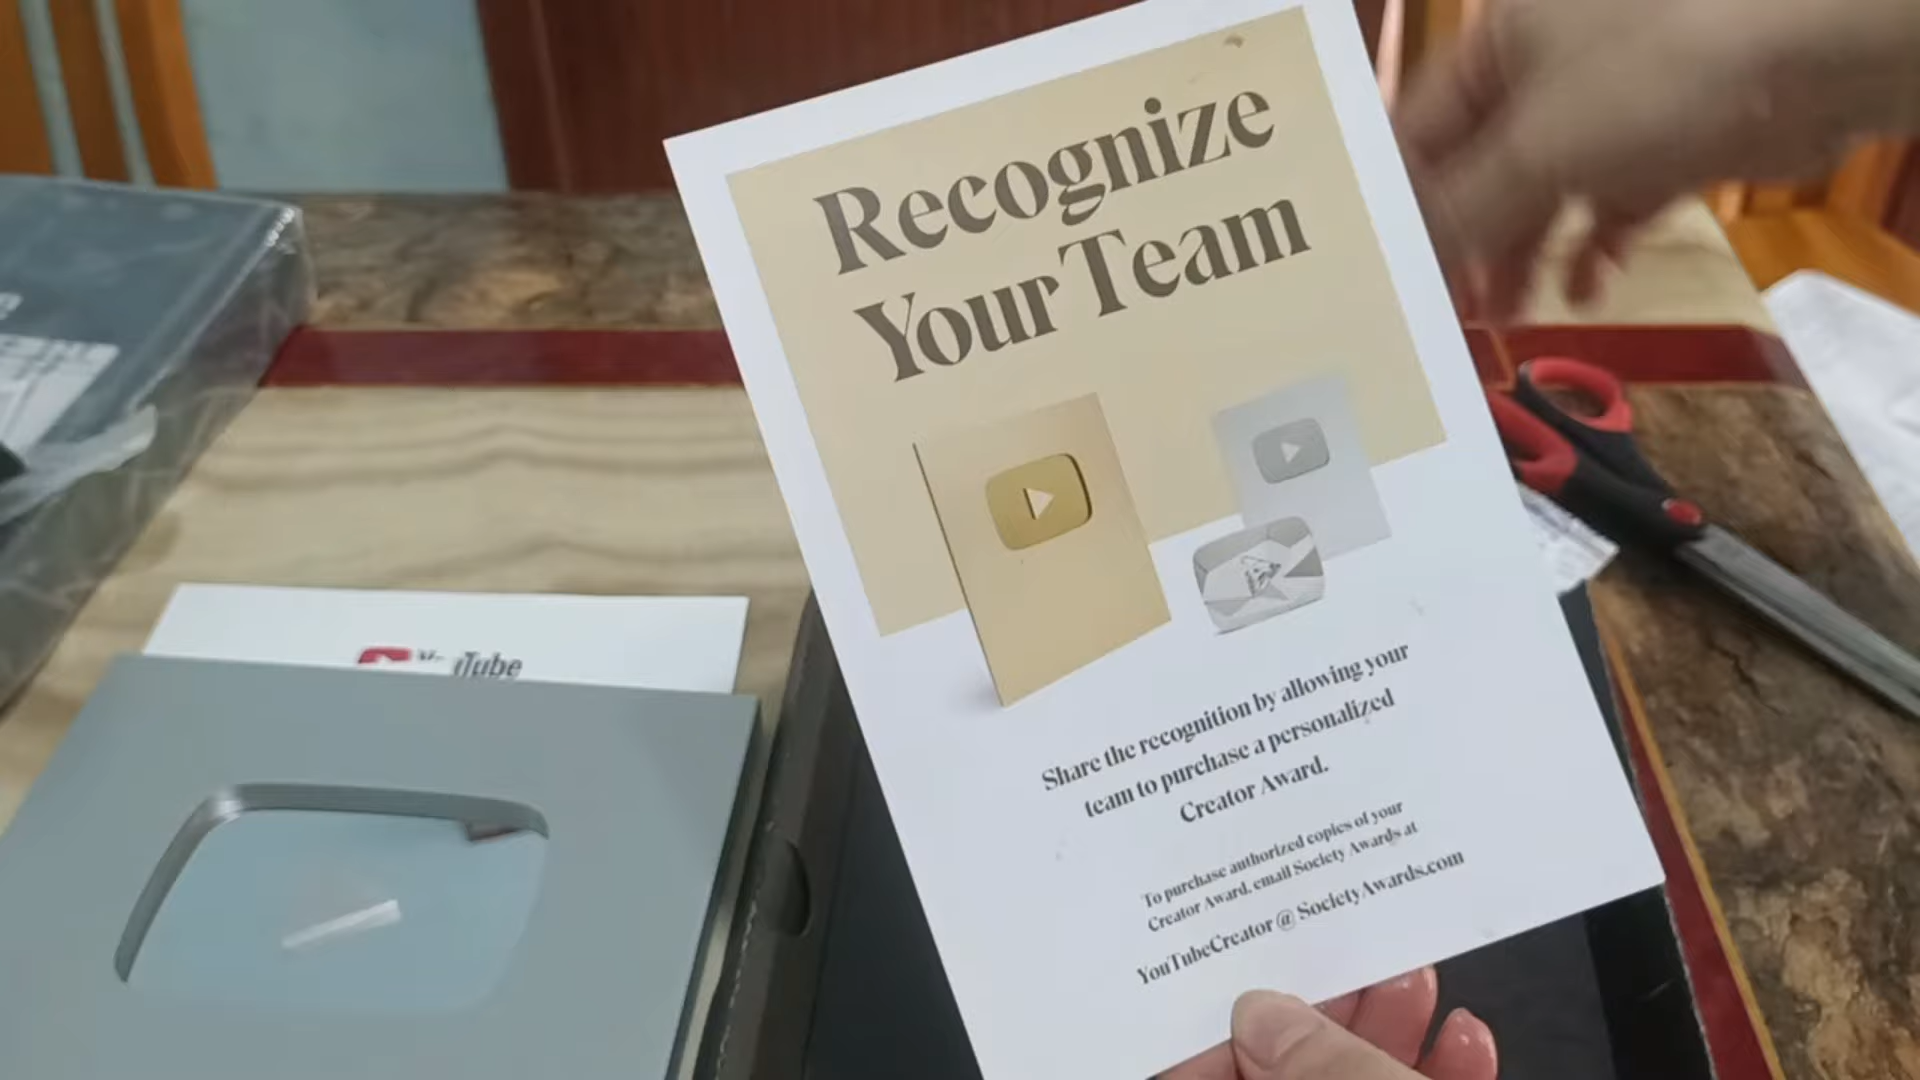 Recognize
Your Team
Share the recognition by allowing your
team to purchase a personalized
Creator Award.
To purchase authorized copies of your
Creator Award, email Society Awards at
YouTubeCreator @ SocietyAwards.com
YouTube